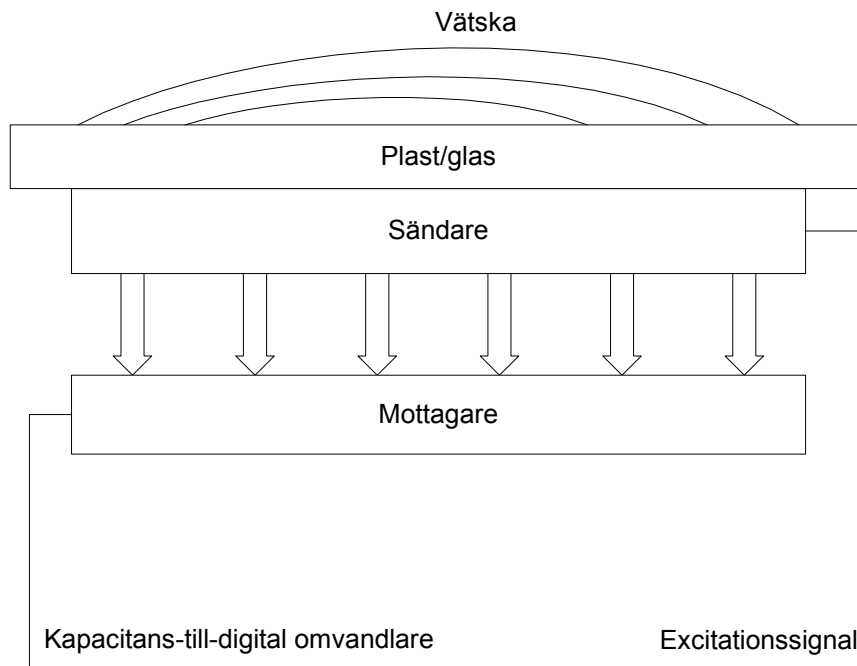 Vätska
Plast/glas
Sändare
Mottagare
Kapacitans-till-digital omvandlare
Excitationssignal